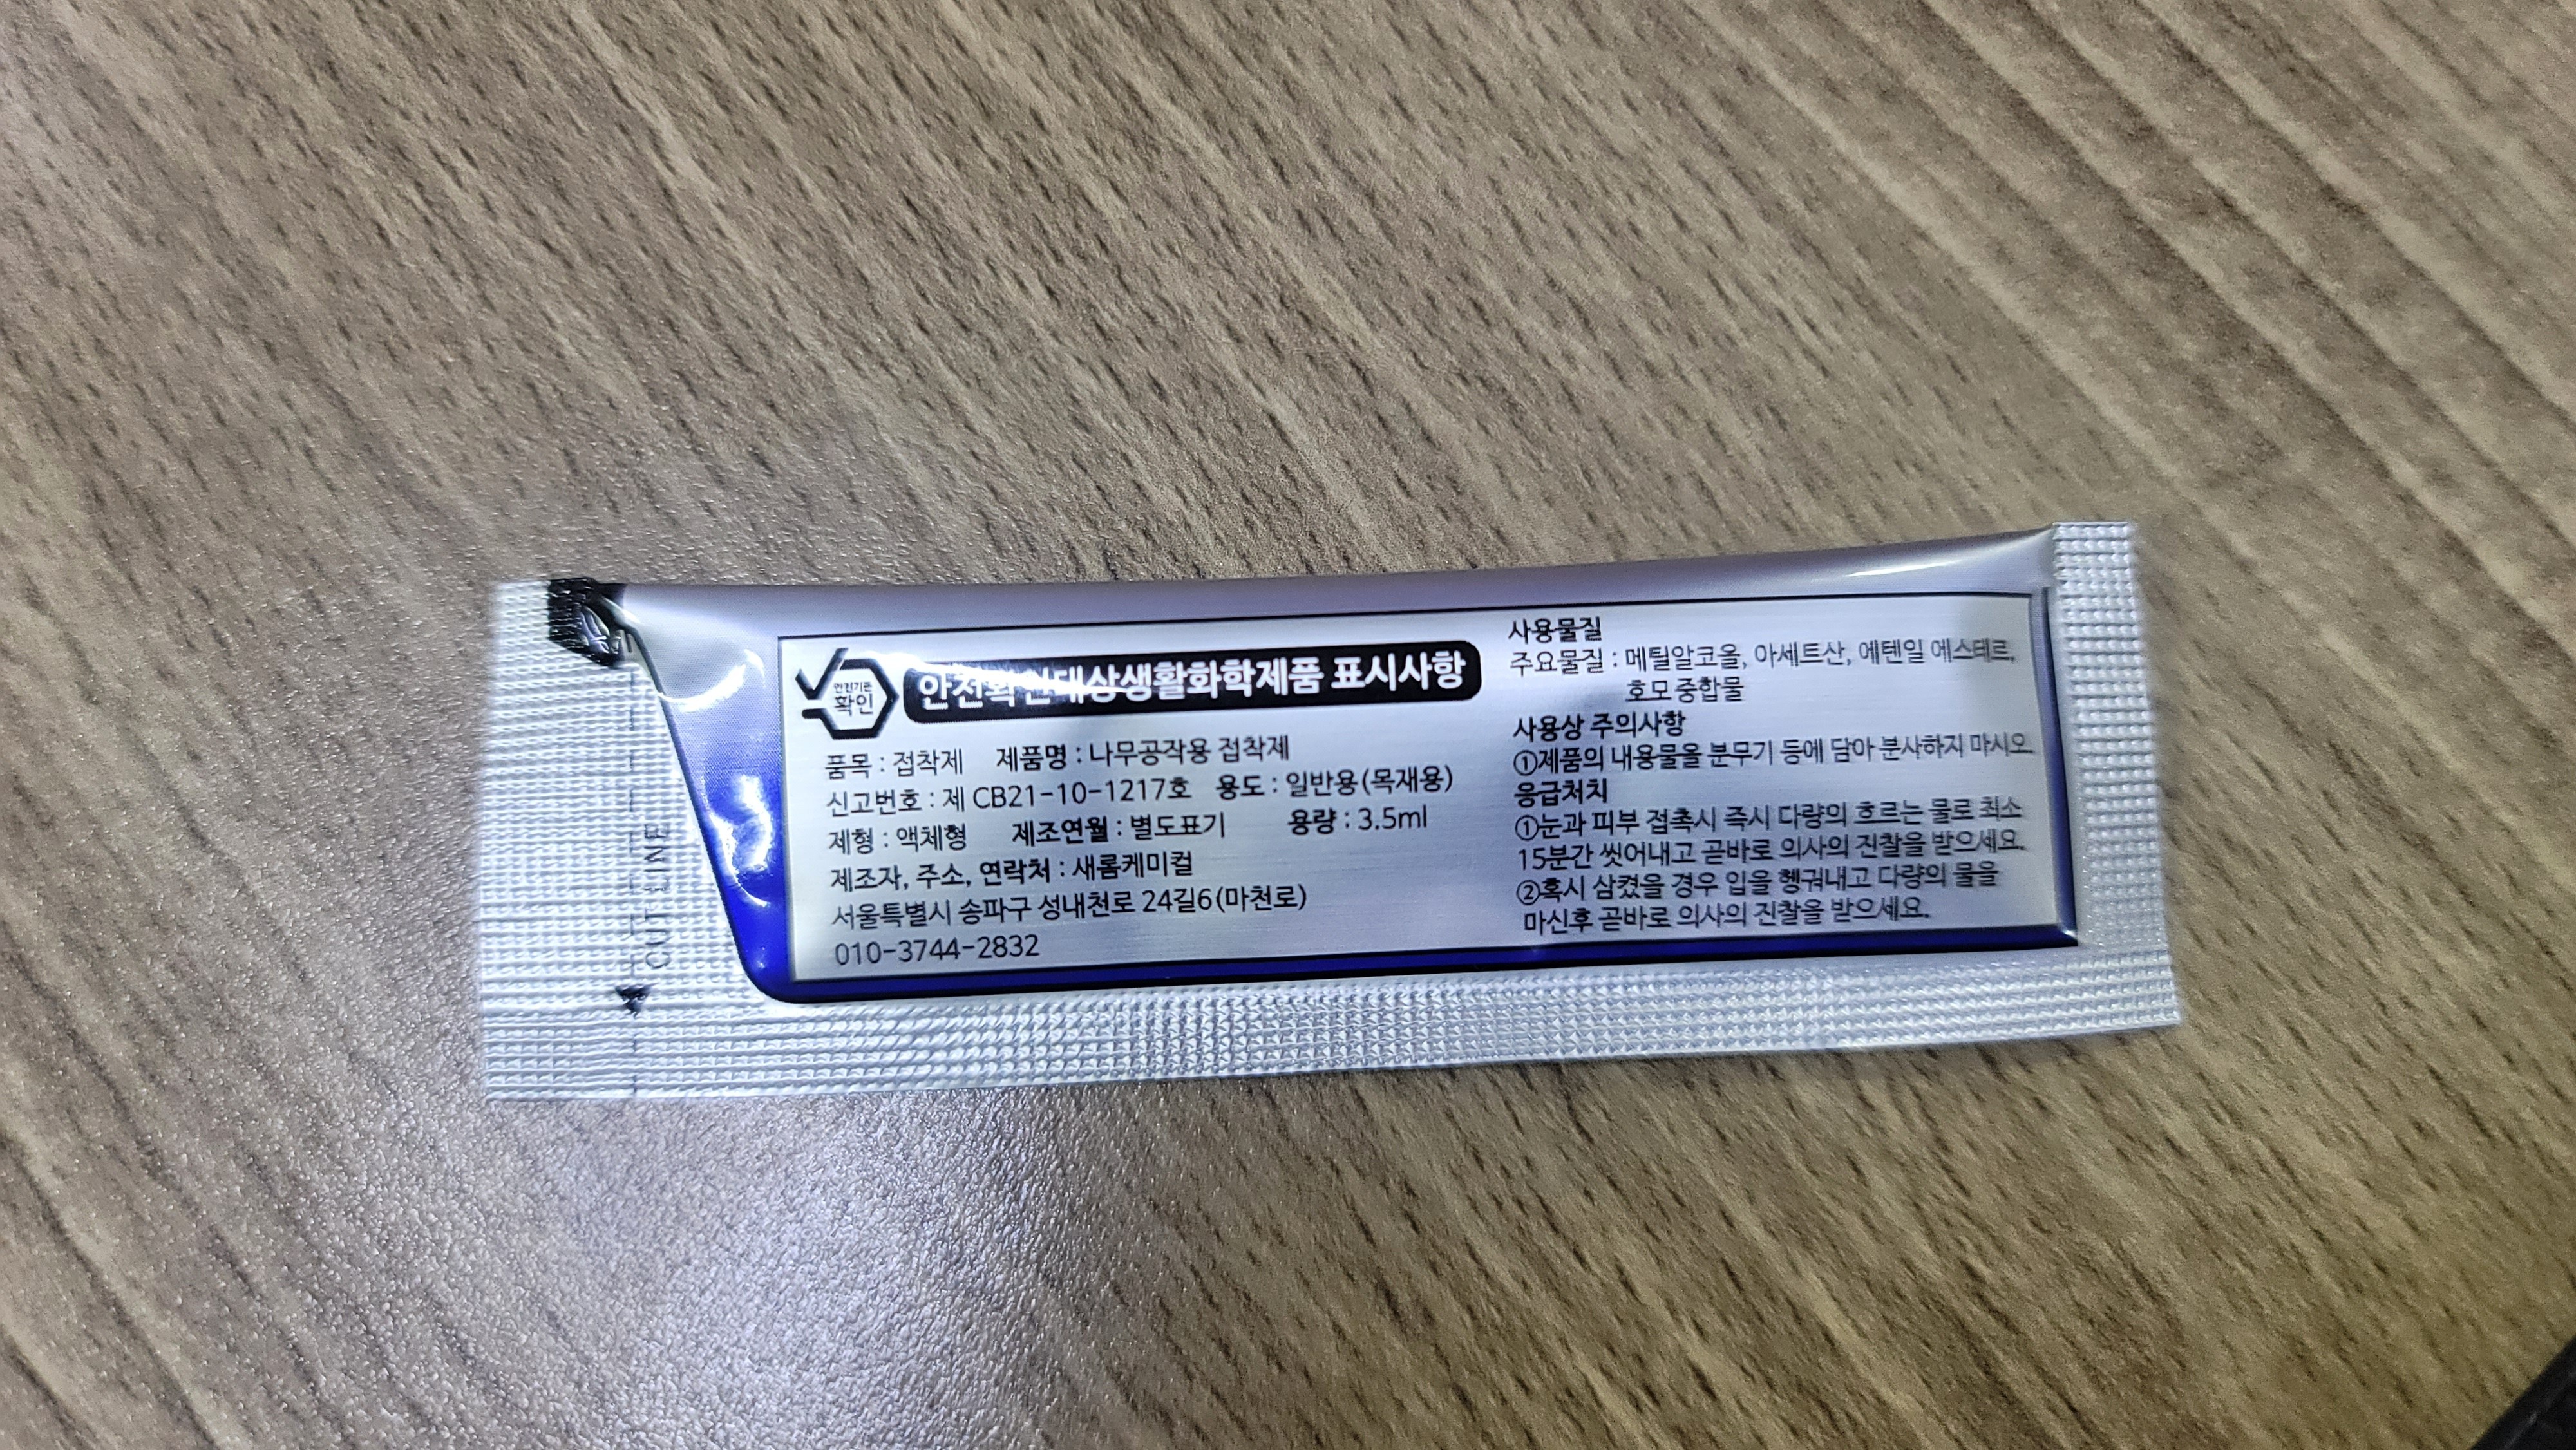 안전기준
확인
안전확인대상생활화학제품 표시사항
품목 : 접착제 제품명 : 나무공작용 접착제
신고번호 : 제 CB21-10-1217호 용도 : 일반용(목재용)
제형 : 액체형 제조연월 : 별도표기 용량 : 3.5ml
제조자, 주소, 연락처 : 새롬케미컬
서울특별시 송파구 성내천로 24길6(마천로)
010-3744-2832
사용물질
주요물질 : 메틸알코올, 아세트산, 에텐일 에스테르,
호모 중합물
사용상 주의사항
①제품의 내용물을 분무기 등에 담아 분사하지 마시오.
응급처치
①눈과 피부 접촉시 즉시 다량의 흐르는 물로 최소
15분간 씻어내고 곧바로 의사의 진찰을 받으세요.
②혹시 삼켰을 경우 입을 헹궈내고 다량의 물을
마신후 곧바로 의사의 진찰을 받으세요.
CUT LINE